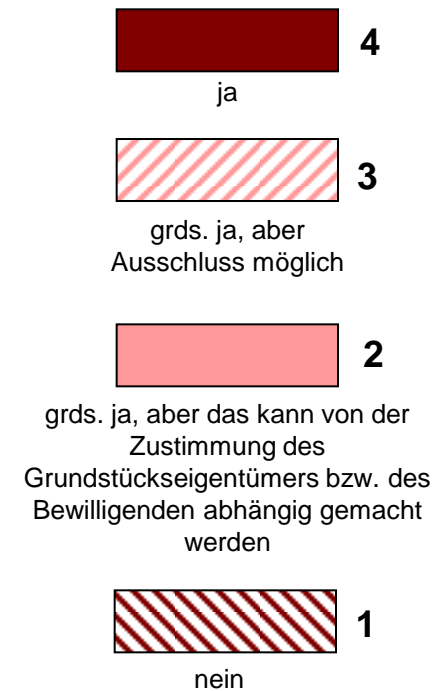 4
ja
3
grds. ja, aber
Ausschluss möglich
2
grds. ja, aber das kann von der
Zustimmung des
Grundstückseigentümers bzw. des
Bewilligenden abhängig gemacht
werden
1
nein